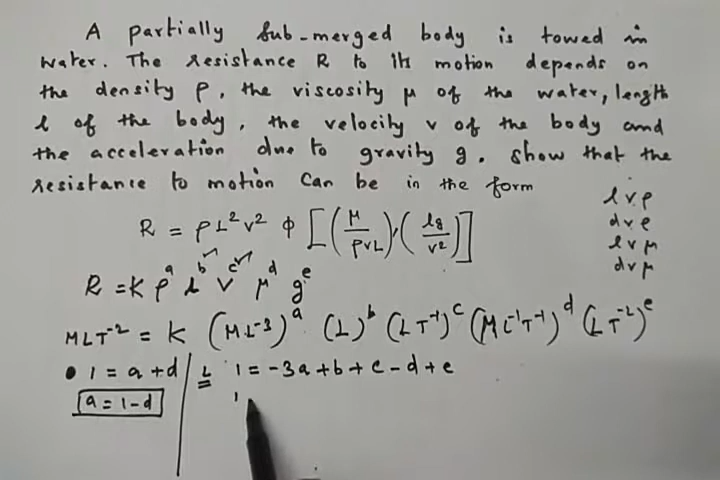 A partially sub-merged body is towed in
water. The resistance R to its motion depends on
the density ρ, the viscosity μ of the water, length
l of the body, the velocity v of the body and
the acceleration due to gravity g. Show that the
resistance to motion can be in the form
R = ρL²v² ϕ [(μ/ρvL), (lg/v²)]
l v ρ
d v ρ
l v μ
d v μ
R = K ρ^a l^b v^c μ^d g^e
MLT⁻² = K (ML⁻³)^a (L)^b (LT⁻¹)^c (ML⁻¹T⁻¹)^d (LT⁻²)^e
1 = a + d
a = 1 - d
L 1 = -3a + b + c - d + e
1